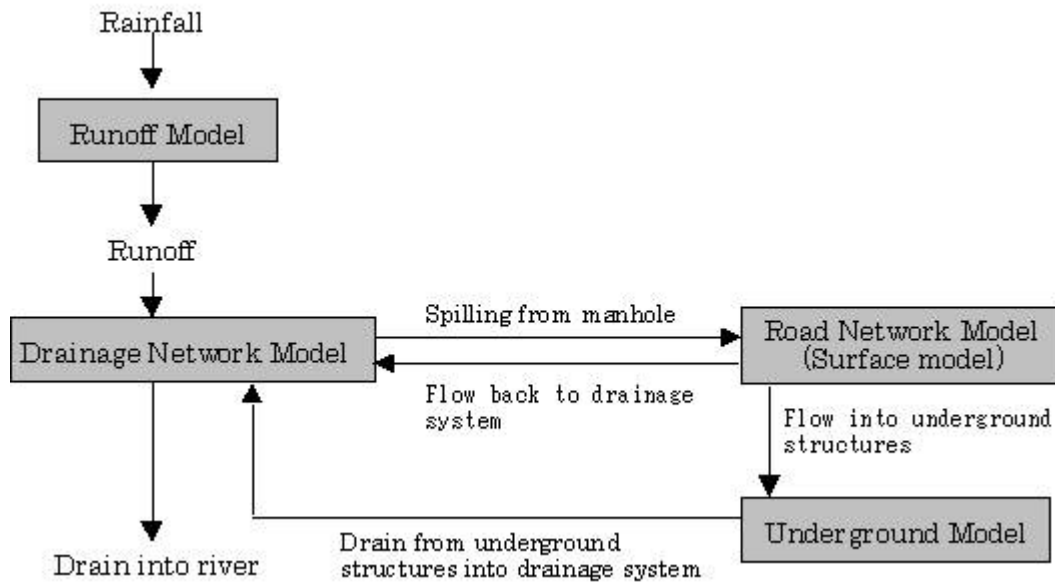 Rainfall
Runoff Model
Runoff
Drainage Network Model
Spilling from manhole
Road Network Model
(Surface model)
Flow back to drainage
system
Flow into underground
structures
Underground Model
Drain from underground
structures into drainage system
Drain into river